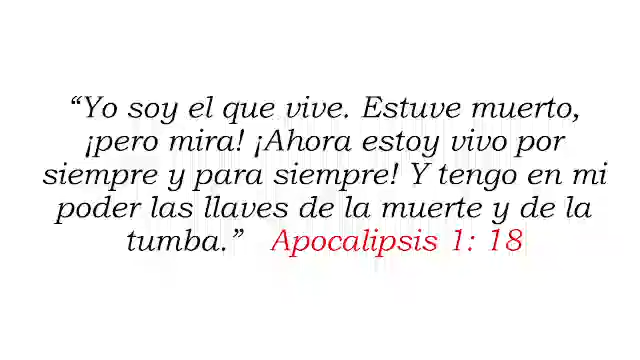 “Yo soy el que vive. Estuve muerto,
¡pero mira! ¡Ahora estoy vivo por
siempre y para siempre! Y tengo en mi
poder las llaves de la muerte y de la
tumba.” Apocalipsis 1: 18